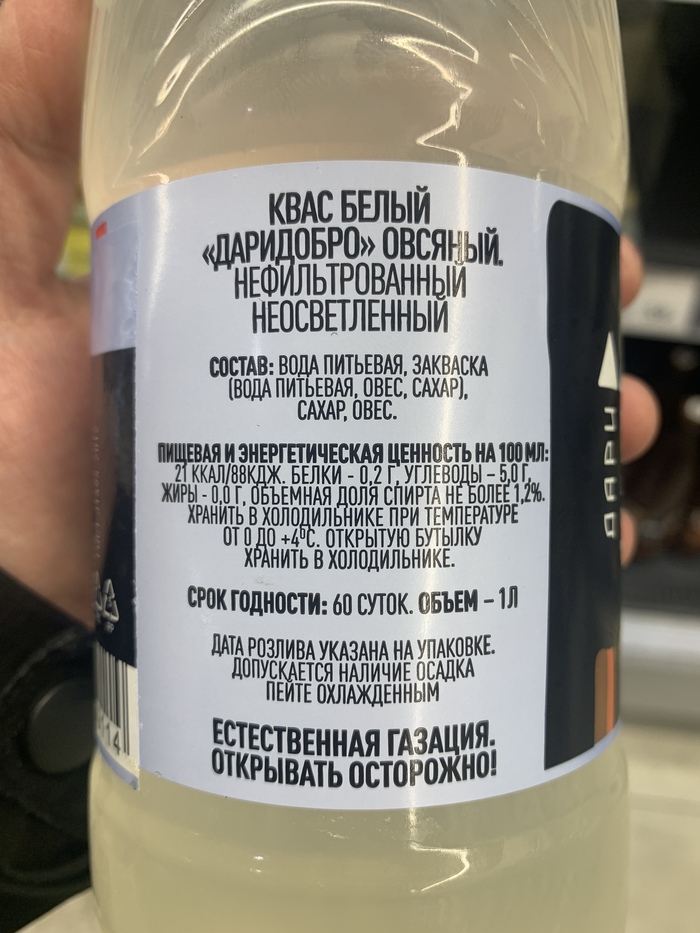 КВАС БЕЛЫЙ
«ДАРИДОБРО» ОВСЯНЫЙ.
НЕФИЛЬТРОВАННЫЙ
НЕОСВЕТЛЕННЫЙ
СОСТАВ: ВОДА ПИТЬЕВАЯ, ЗАКВАСКА
(ВОДА ПИТЬЕВАЯ, ОВЕС, САХАР),
САХАР, ОВЕС.
ПИЩЕВАЯ И ЭНЕРГЕТИЧЕСКАЯ ЦЕННОСТЬ НА 100 МЛ:
21 ККАЛ/88КДЖ. БЕЛКИ - 0,2 Г, УГЛЕВОДЫ – 5,0 Г,
ЖИРЫ - 0,0 Г, ОБЪЕМНАЯ ДОЛЯ СПИРТА НЕ БОЛЕЕ 1,2%.
ХРАНИТЬ В ХОЛОДИЛЬНИКЕ ПРИ ТЕМПЕРАТУРЕ
ОТ 0 ДО +4°С. ОТКРЫТУЮ БУТЫЛКУ
ХРАНИТЬ В ХОЛОДИЛЬНИКЕ.
СРОК ГОДНОСТИ: 60 СУТОК. ОБЪЕМ – 1Л
ДАТА РОЗЛИВА УКАЗАНА НА УПАКОВКЕ.
ДОПУСКАЕТСЯ НАЛИЧИЕ ОСАДКА
ПЕЙТЕ ОХЛАЖДЕННЫМ
ЕСТЕСТВЕННАЯ ГАЗАЦИЯ.
ОТКРЫВАТЬ ОСТОРОЖНО!